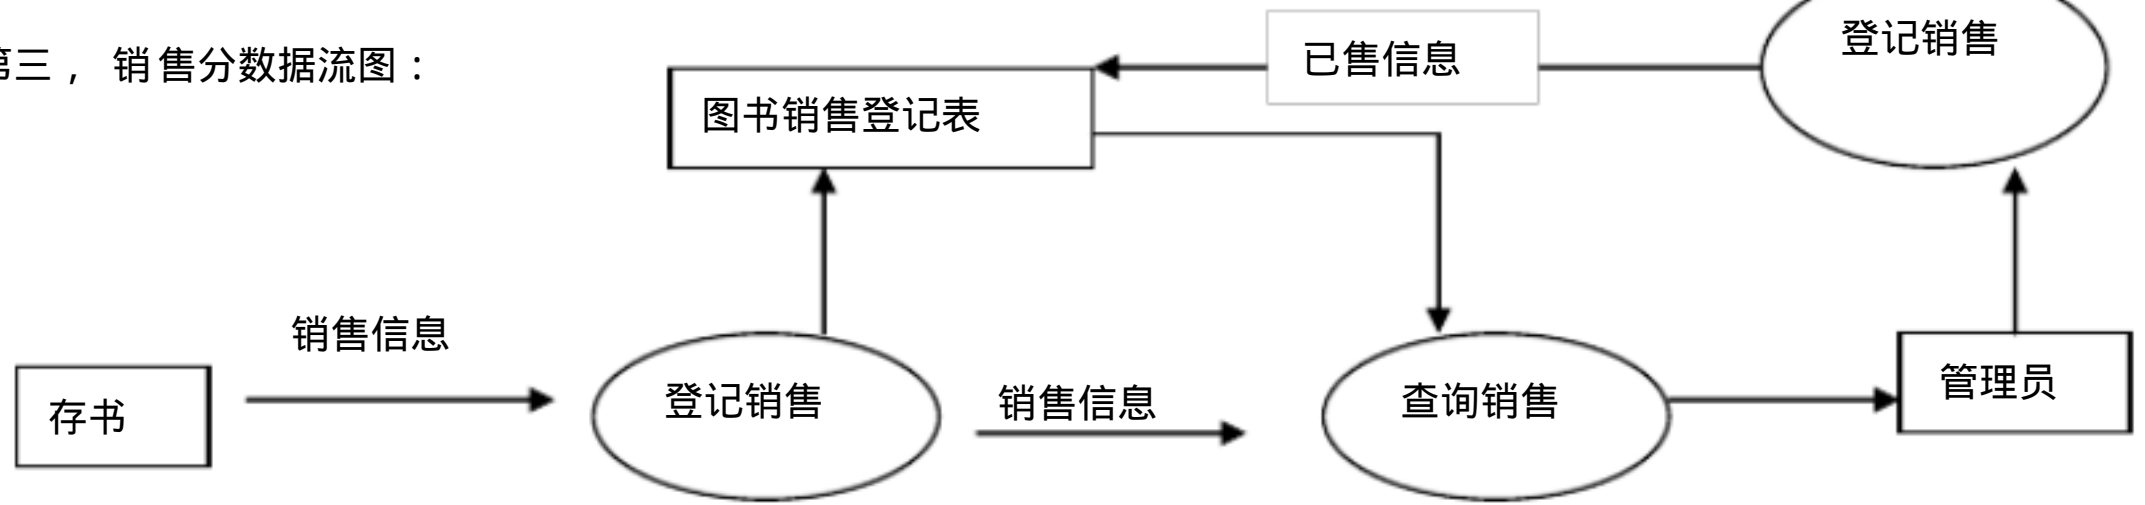 第三，销售分数据流图：
登记销售
已售信息
图书销售登记表
销售信息
存书
登记销售
销售信息
查询销售
管理员